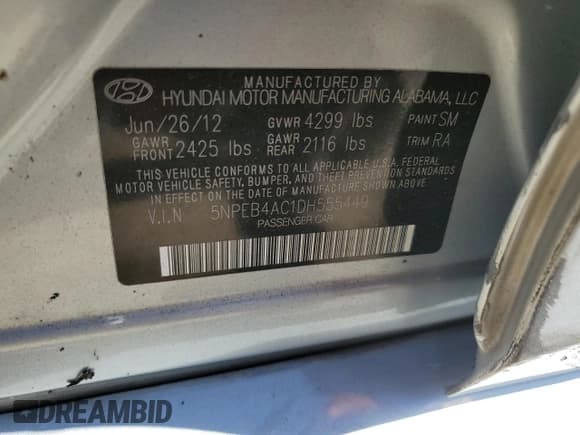 MANUFACTURED BY
HYUNDAI MOTOR MANUFACTURING ALABAMA, LLC
Jun/26/12 GVWR 4299 lbs PAINT SM
GAWR FRONT 2425 lbs GAWR REAR 2116 lbs TRIM RA
THIS VEHICLE CONFORMS TO ALL APPLICABLE U.S.A. FEDERAL
MOTOR VEHICLE SAFETY, BUMPER, AND THEFT PREVENTION STANDARDS
IN EFFECT ON THE DATE OF MANUFACTURE SHOWN ABOVE.
V.I.N 5NPEB4AC1DH555449
PASSENGER CAR
DREAMBID